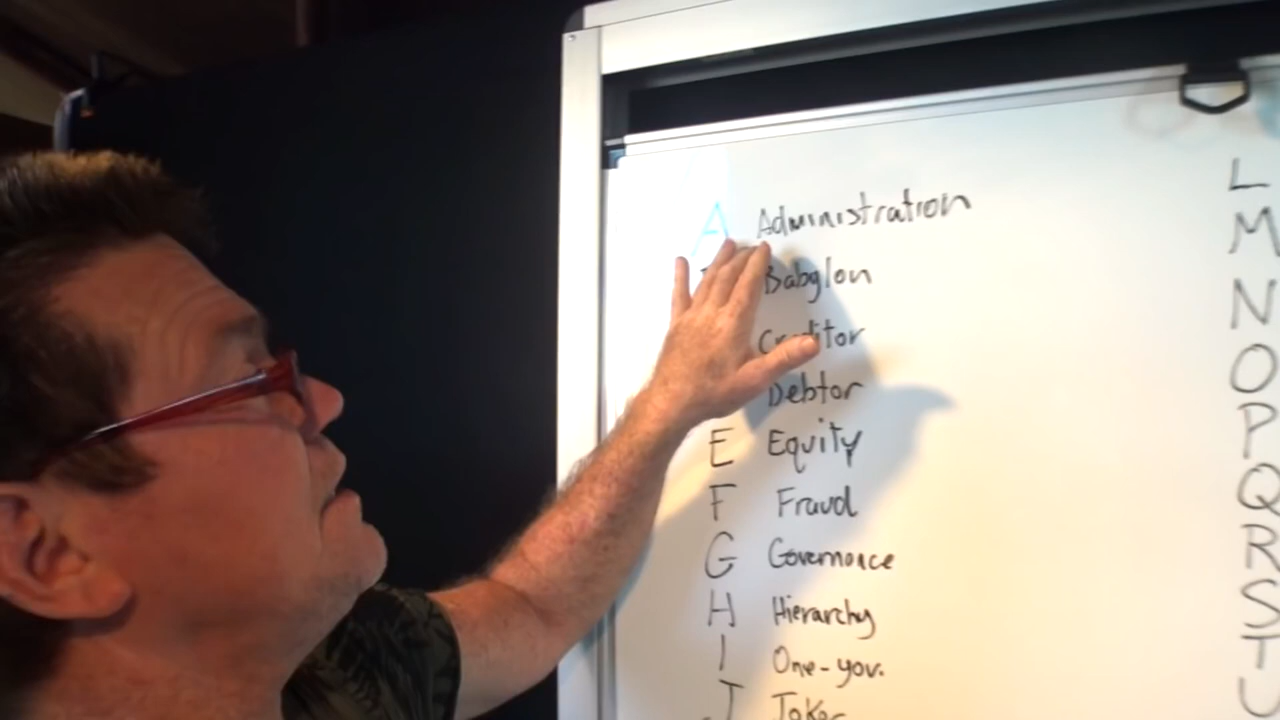 A Administration
Babylon
Creditor
Debtor
E Equity
F Fraud
G Governance
H Hierarchy
I One-you.
J Joker
L
M
N
O
P
Q
R
S
T
U